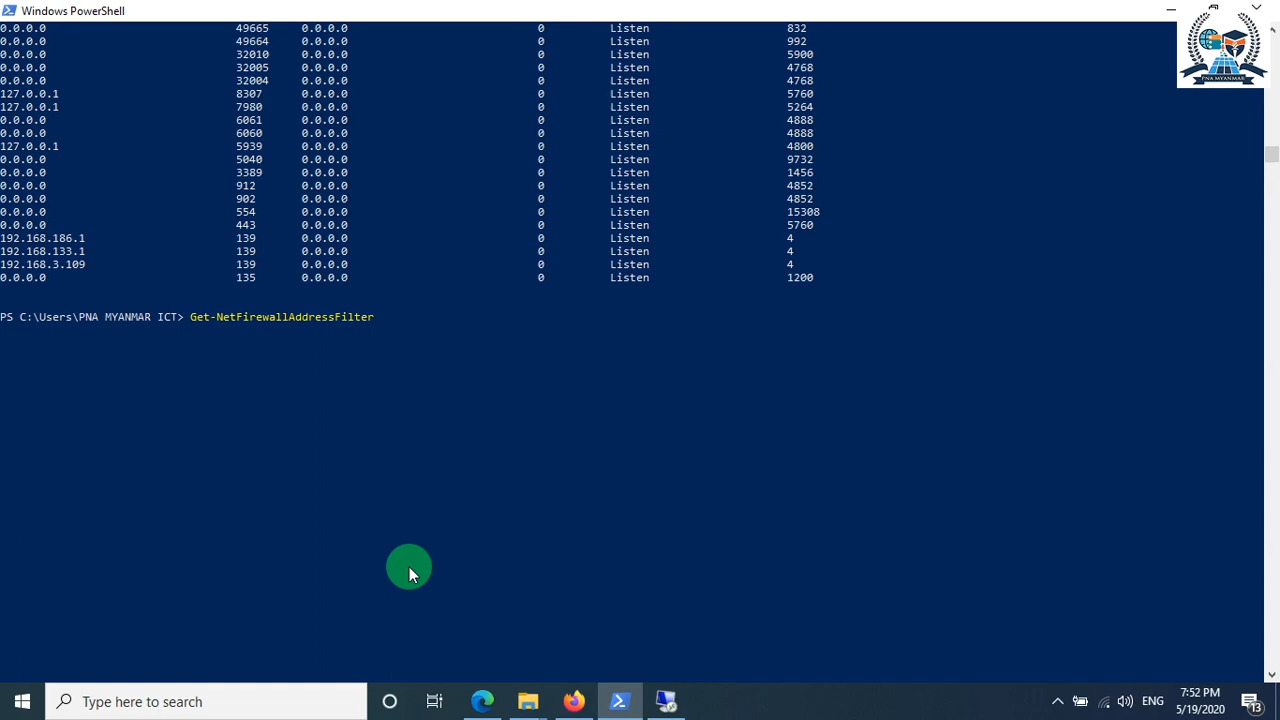 Windows PowerShell
0.0.0.0 49665 0.0.0.0 0 Listen 832
0.0.0.0 49664 0.0.0.0 0 Listen 992
0.0.0.0 32010 0.0.0.0 0 Listen 5900
0.0.0.0 32005 0.0.0.0 0 Listen 4768
0.0.0.0 32004 0.0.0.0 0 Listen 4768
127.0.0.1 8307 0.0.0.0 0 Listen 5760
127.0.0.1 7980 0.0.0.0 0 Listen 5264
0.0.0.0 6061 0.0.0.0 0 Listen 4888
0.0.0.0 6060 0.0.0.0 0 Listen 4888
127.0.0.1 5939 0.0.0.0 0 Listen 4800
0.0.0.0 5040 0.0.0.0 0 Listen 9732
0.0.0.0 3389 0.0.0.0 0 Listen 1456
0.0.0.0 912 0.0.0.0 0 Listen 4852
0.0.0.0 902 0.0.0.0 0 Listen 4852
0.0.0.0 554 0.0.0.0 0 Listen 15308
0.0.0.0 443 0.0.0.0 0 Listen 5760
192.168.186.1 139 0.0.0.0 0 Listen 4
192.168.133.1 139 0.0.0.0 0 Listen 4
192.168.3.109 139 0.0.0.0 0 Listen 4
0.0.0.0 135 0.0.0.0 0 Listen 1200
PS C:\Users\PNA MYANMAR ICT> Get-NetFirewallAddressFilter
PNA MYANMAR
Type here to search
ENG
7:52 PM
5/19/2020
13